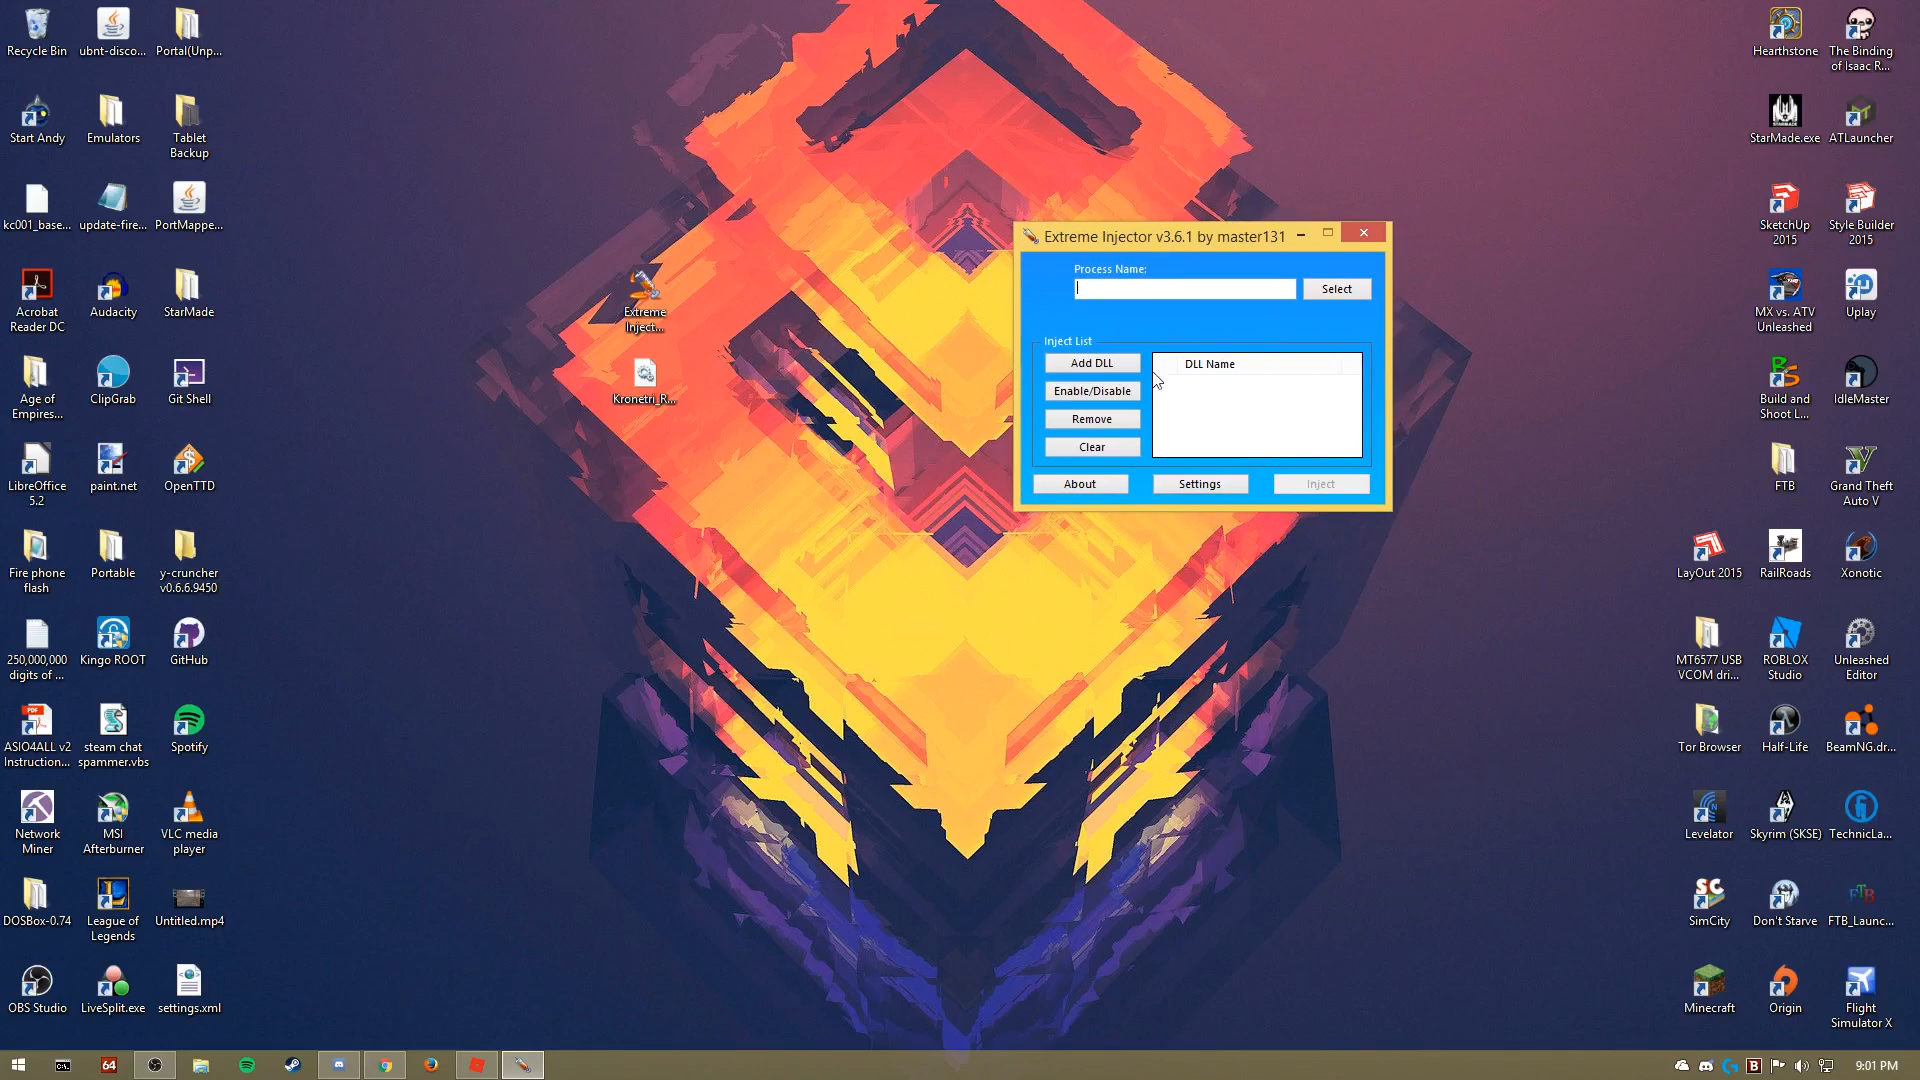 Recycle Bin
ubnt-disco...
Portal(Unp...
Start Andy
Emulators
Tablet
Backup
kc001_base...
update-fire...
PortMappe...
Acrobat
Reader DC
Audacity
StarMade
Age of
Empires...
ClipGrab
Git Shell
LibreOffice
5.2
paint.net
OpenTTD
Fire phone
flash
Portable
y-cruncher
v0.6.6.9450
250,000,000
digits of ...
Kingo ROOT
GitHub
ASIO4ALL v2
Instruction...
steam chat
spammer.vbs
Spotify
Network
Miner
MSI
Afterburner
VLC media
player
DOSBox-0.74
League of
Legends
Untitled.mp4
OBS Studio
LiveSplit.exe
settings.xml
Extreme
Inject...
Kronetri_R...
Extreme Injector v3.6.1 by master131
Process Name:
Select
Inject List
Add DLL
DLL Name
Enable/Disable
Remove
Clear
About
Settings
Inject
Hearthstone
The Binding
of Isaac R...
STARMADE
StarMade.exe
ATLauncher
SketchUp
2015
Style Builder
2015
MX vs. ATV
Unleashed
Uplay
Build and
Shoot L...
IdleMaster
FTB
Grand Theft
Auto V
LayOut 2015
RailRoads
Xonotic
MT6577 USB
VCOM dri...
ROBLOX
Studio
Unleashed
Editor
Tor Browser
Half-Life
BeamNG.dr...
Levelator
Skyrim (SKSE)
TechnicLa...
SC
SimCity
Don't Starve
FTB
FTB_Launc...
Minecraft
Origin
Flight
Simulator X
64
B
9:01 PM